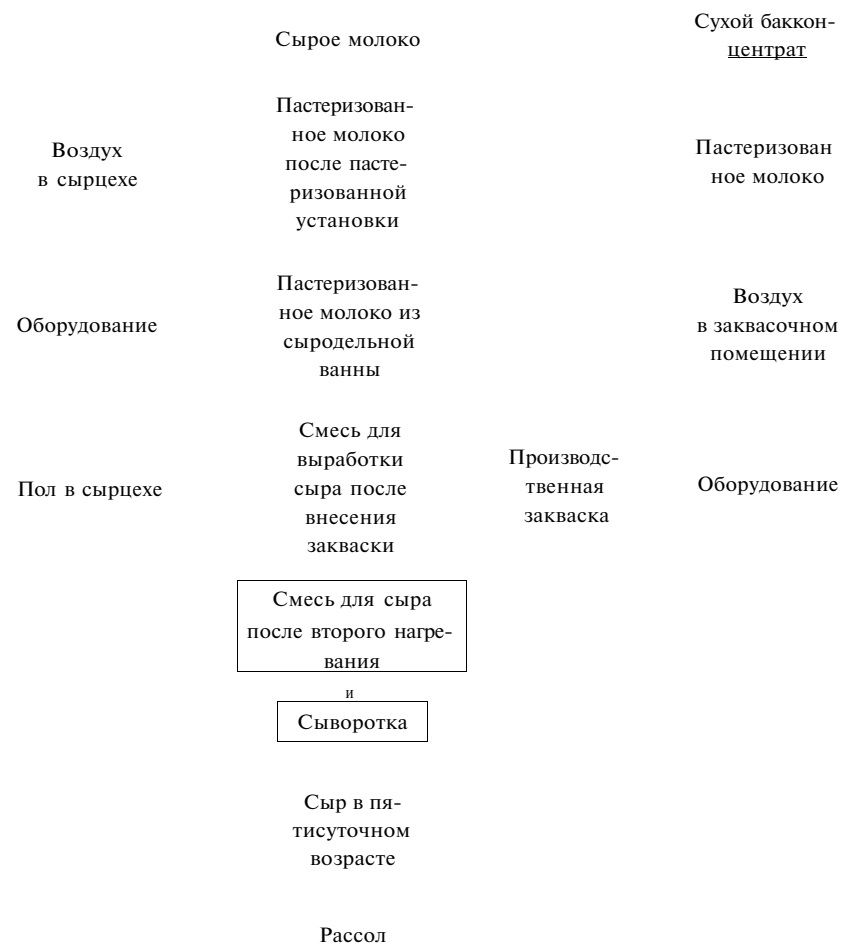 Сырое молоко
Сухой баккон-
центрат
Воздух
в сырцехе
Пастеризован-
ное молоко
после пасте-
ризованной
установки
Пастеризован
ное молоко
Оборудование
Пастеризован-
ное молоко из
сыродельной
ванны
Воздух
в заквасочном
помещении
Пол в сырцехе
Смесь для
выработки
сыра после
внесения
закваски
Производс-
твенная
закваска
Оборудование
Смесь для сыра
после второго нагре-
вания
и
Сыворотка
Сыр в пя-
тисуточном
возрасте
Рассол